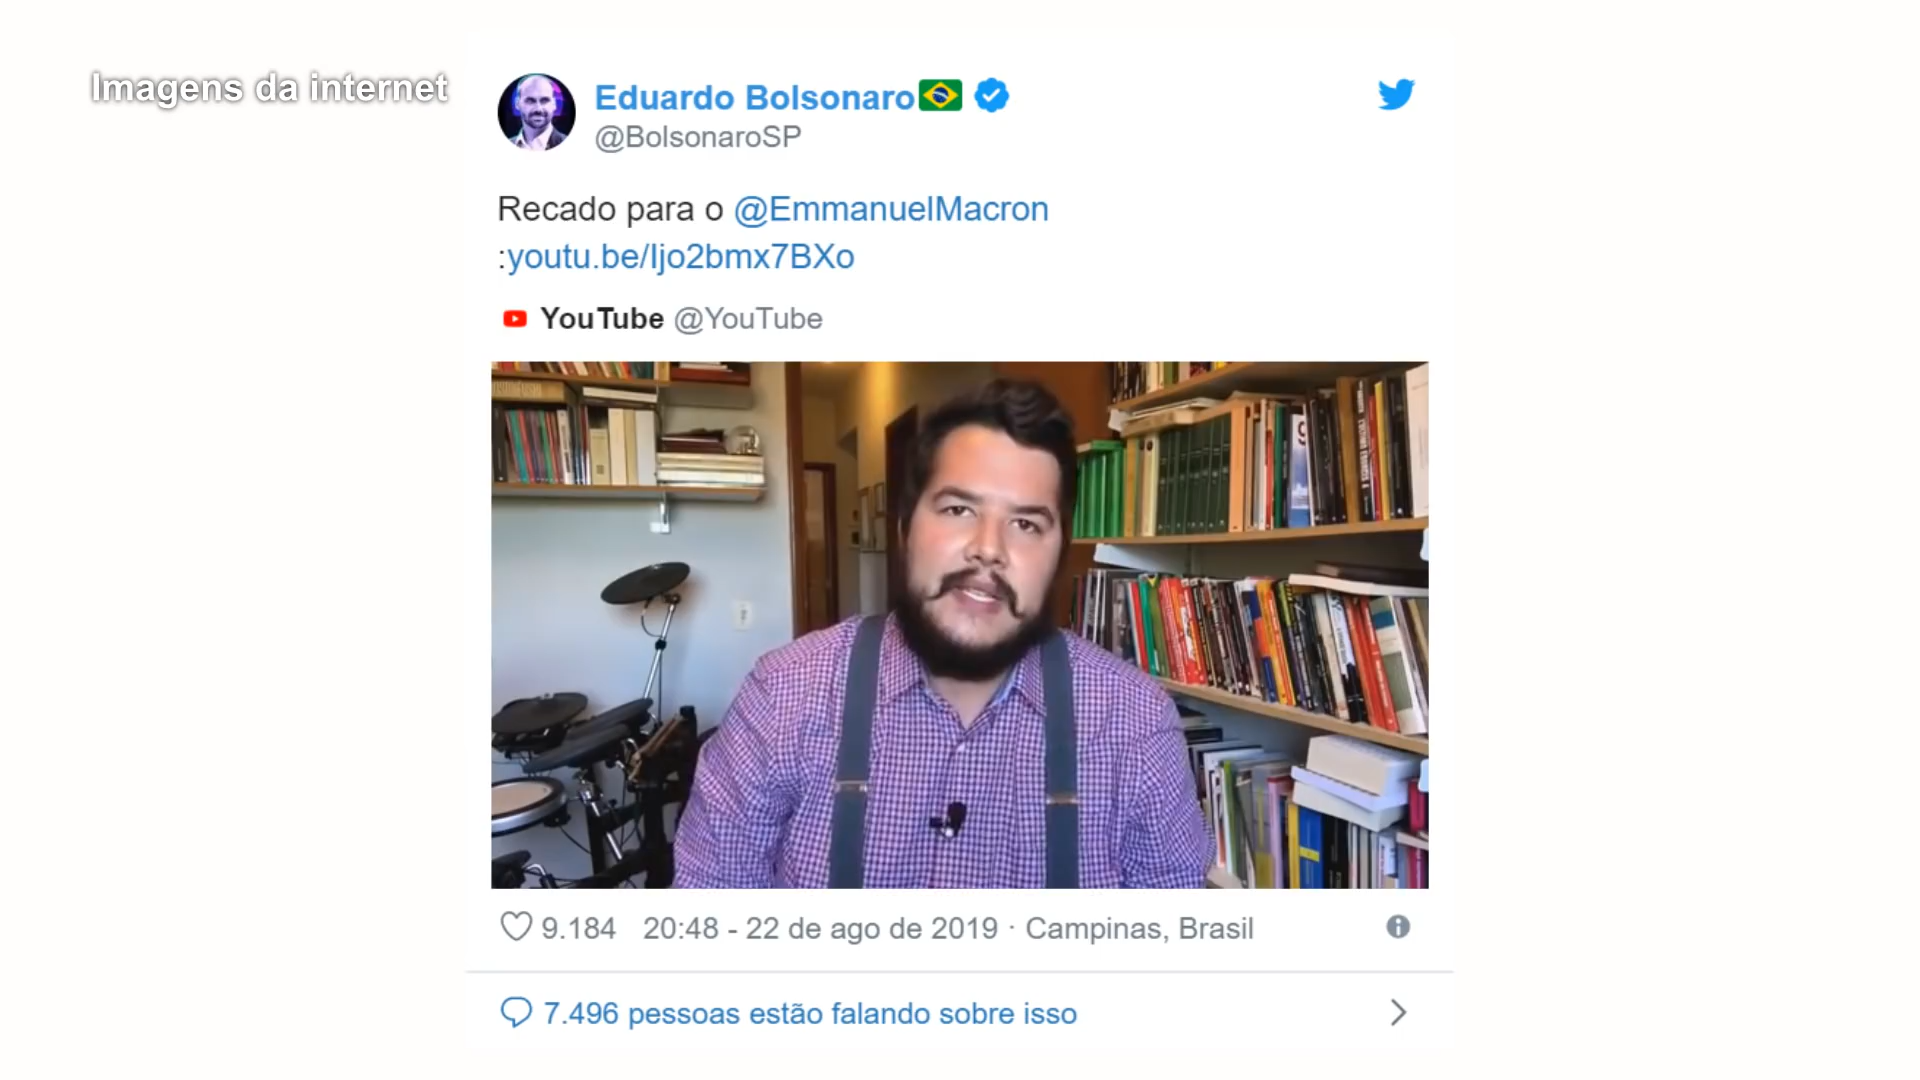 Imagens da internet
Eduardo Bolsonaro
@BolsonaroSP
Recado para o @EmmanuelMacron
:youtu.be/Ijo2bmx7BXo
YouTube @YouTube
9.184 20:48 - 22 de ago de 2019 · Campinas, Brasil
7.496 pessoas estão falando sobre isso